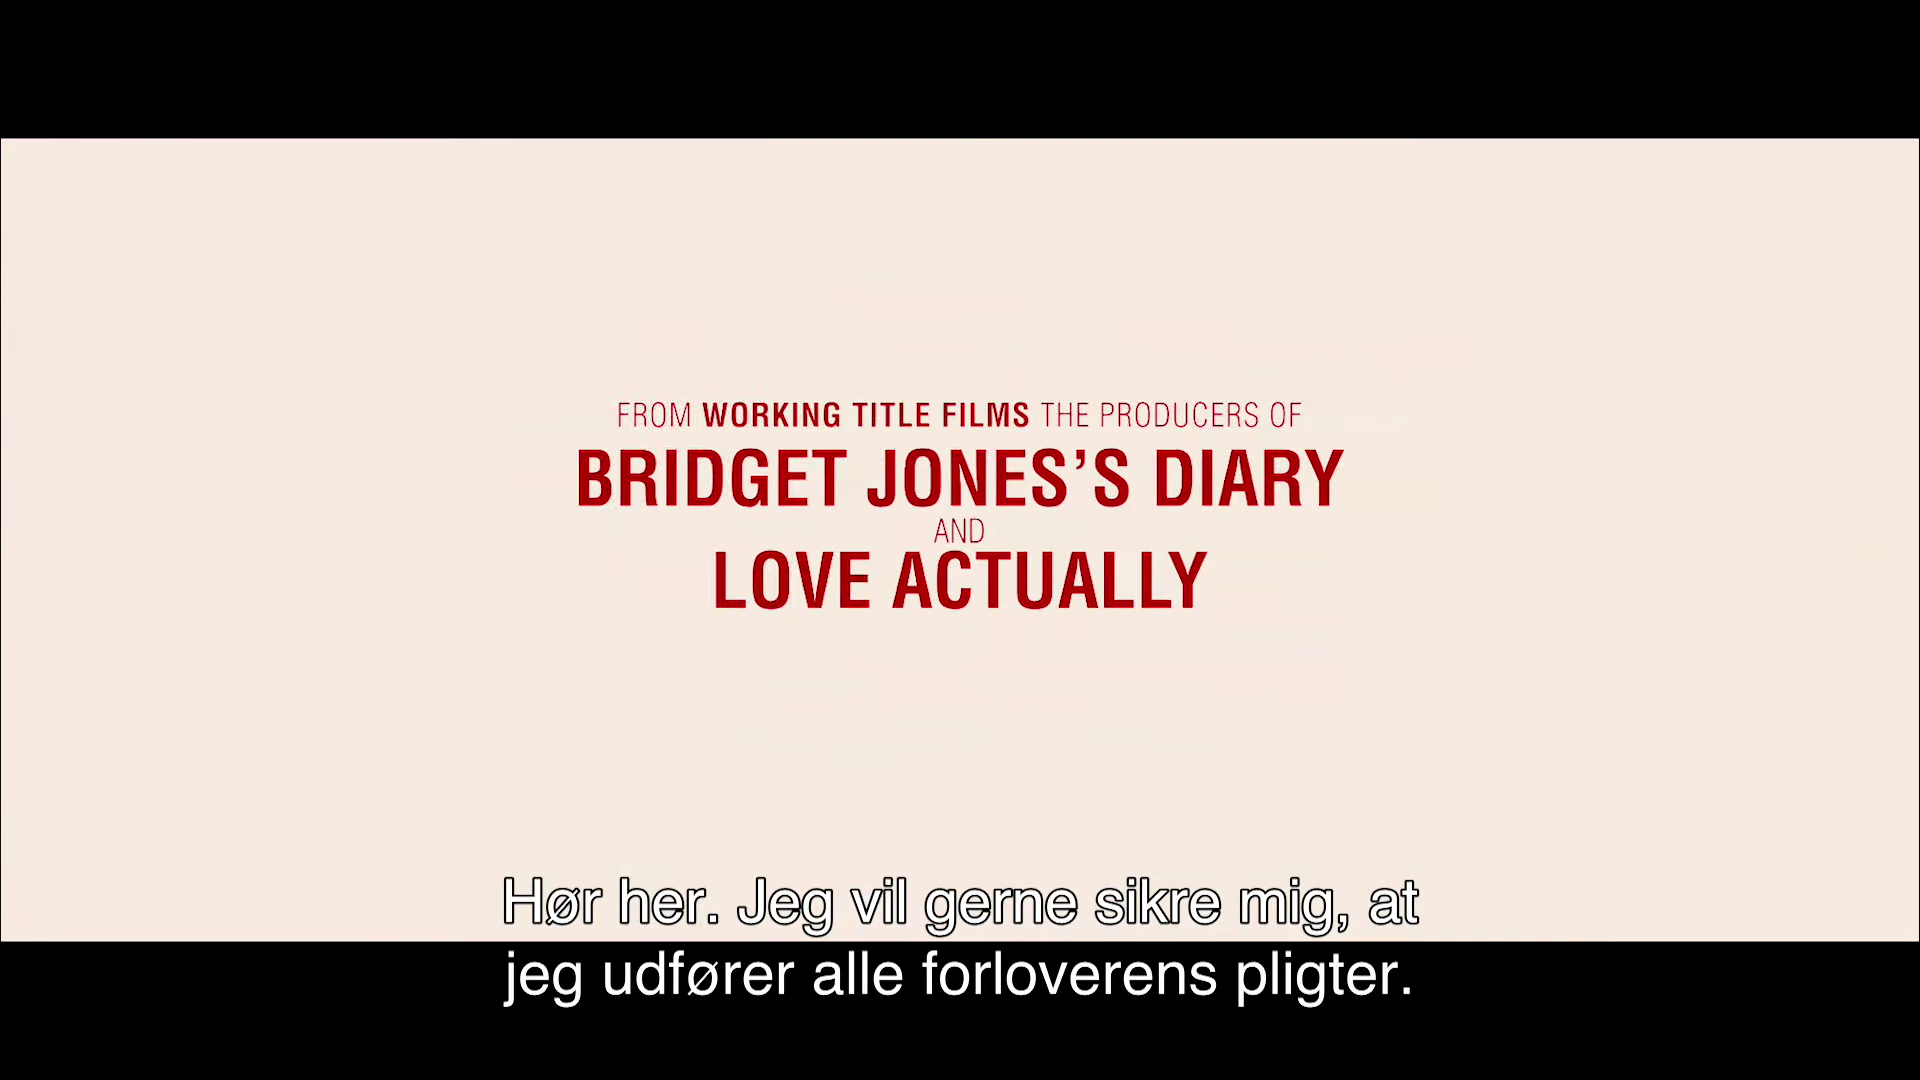 FROM WORKING TITLE FILMS THE PRODUCERS OF
BRIDGET JONES’S DIARY
AND
LOVE ACTUALLY
Hør her. Jeg vil gerne sikre mig, at
jeg udfører alle forloverens pligter.